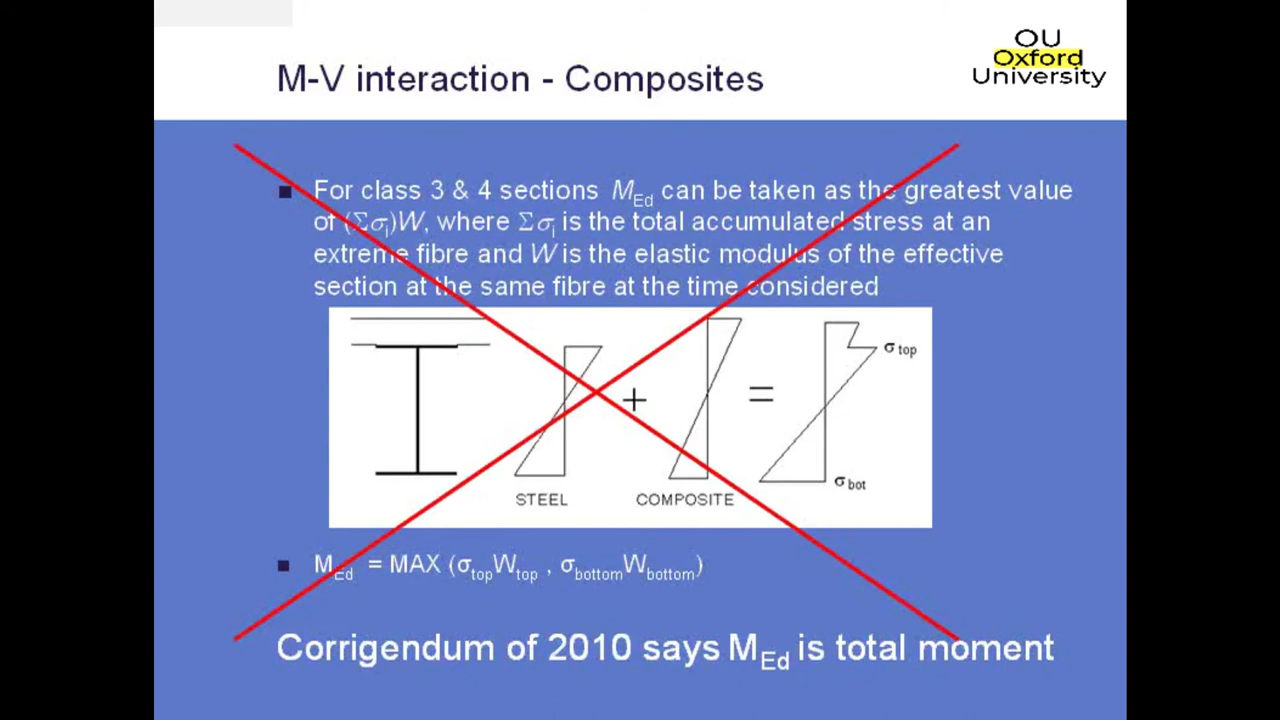 OU
Oxford
University
M-V interaction - Composites
For class 3 & 4 sections M_Ed can be taken as the greatest value
of (Σσ_i)W, where Σσ_i is the total accumulated stress at an
extreme fibre and W is the elastic modulus of the effective
section at the same fibre at the time considered
σ_top
+
=
σ_bot
STEEL
COMPOSITE
M_Ed = MAX (σ_topW_top , σ_bottomW_bottom)
Corrigendum of 2010 says M_Ed is total moment